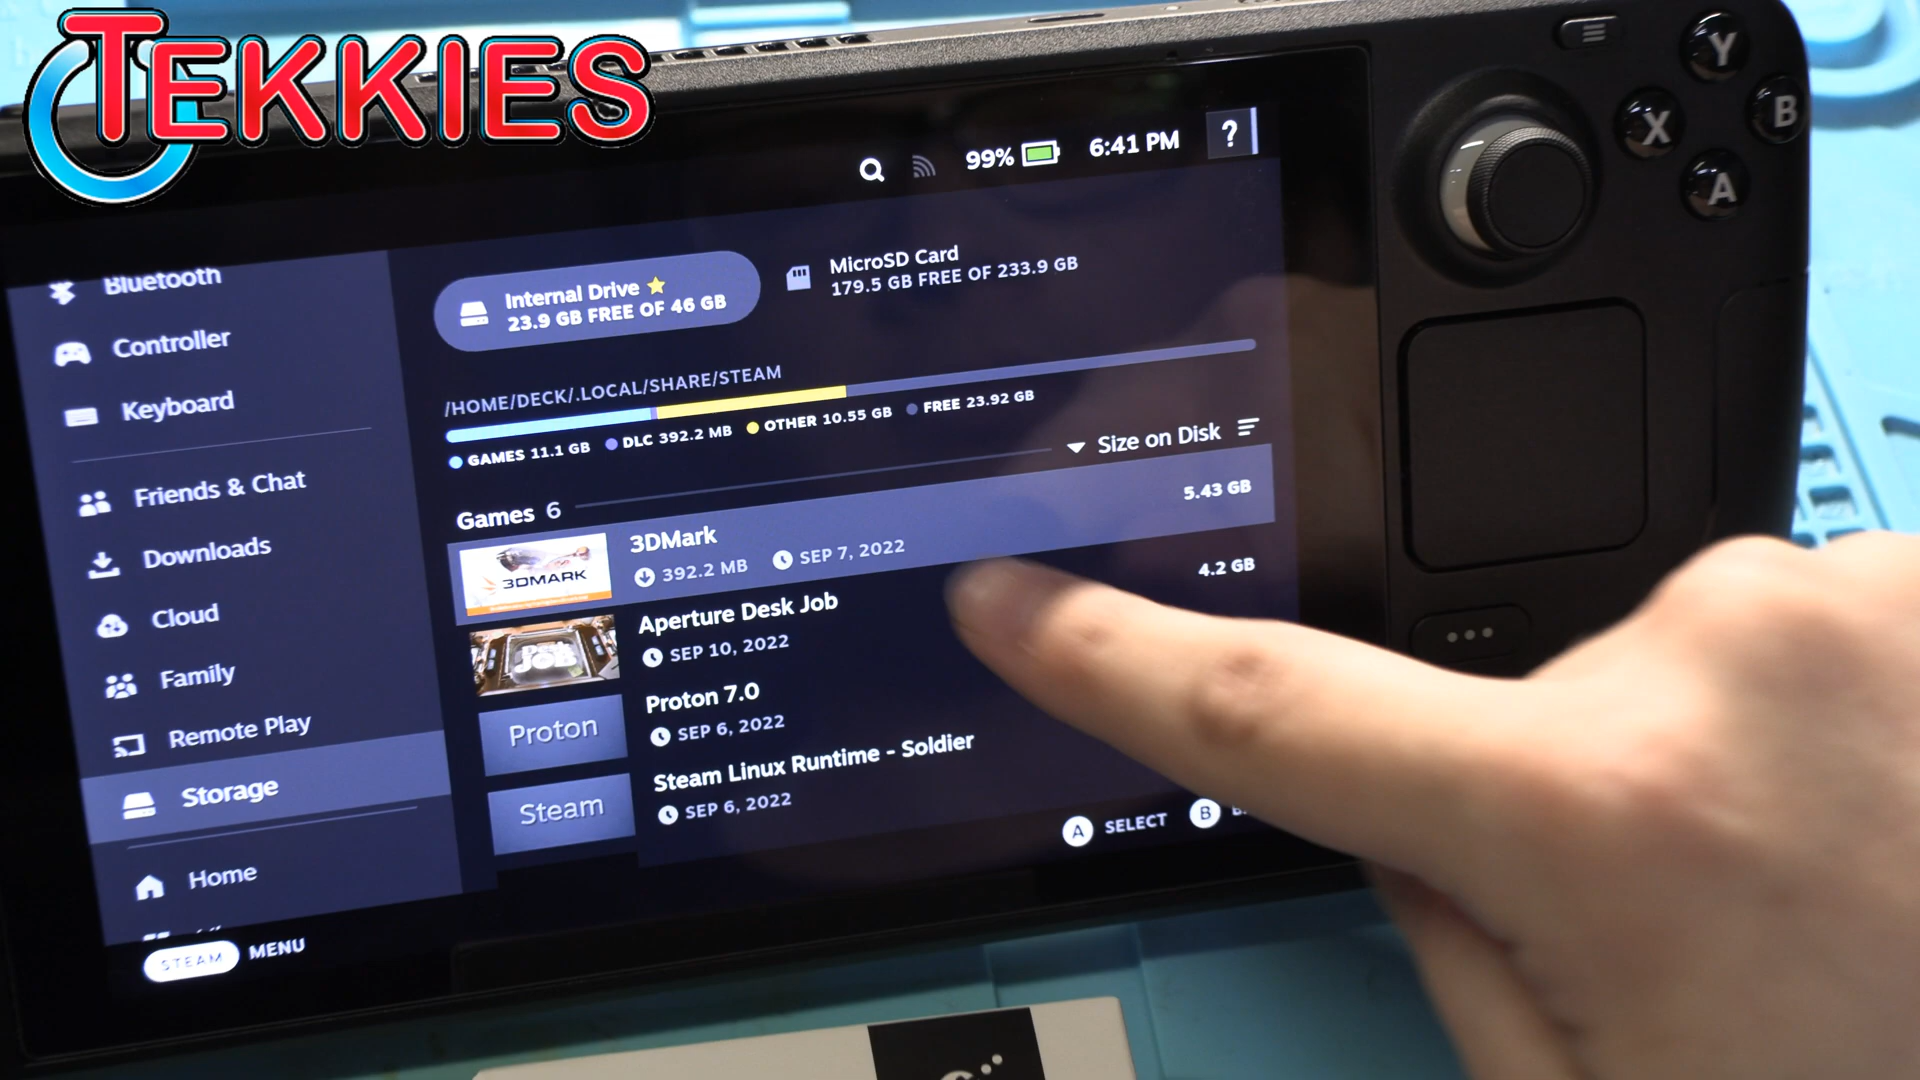 TEKKIES
99%
6:41 PM
?
Bluetooth
Controller
Keyboard
Friends & Chat
Downloads
Cloud
Family
Remote Play
Storage
Home
STEAM MENU
Internal Drive
23.9 GB FREE OF 46 GB
MicroSD Card
179.5 GB FREE OF 233.9 GB
/HOME/DECK/.LOCAL/SHARE/STEAM
GAMES 11.1 GB DLC 392.2 MB OTHER 10.55 GB FREE 23.92 GB
Size on Disk
Games 6
3DMARK
3DMark
392.2 MB SEP 7, 2022
5.43 GB
Desk JOB
Aperture Desk Job
SEP 10, 2022
4.2 GB
Proton
Proton 7.0
SEP 6, 2022
Steam
Steam Linux Runtime - Soldier
SEP 6, 2022
A SELECT B
Y
X
B
A